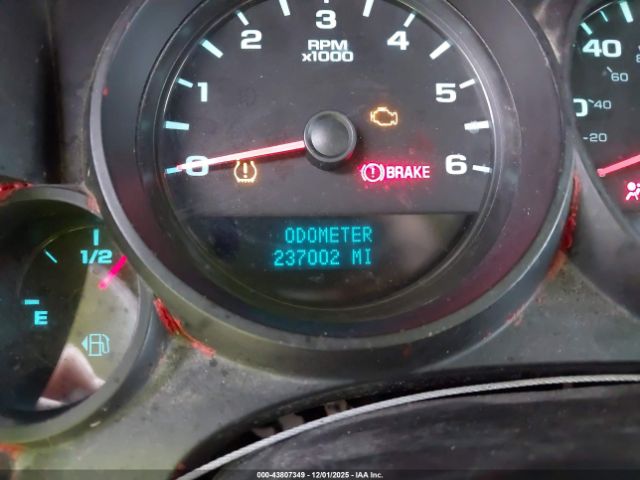 0 1 2 3 4 5 6
RPM
x1000
BRAKE
ODOMETER
237002 MI
1/2
E
40
60
40
20
000-43807349 | 12/01/2025 - IAA Inc.